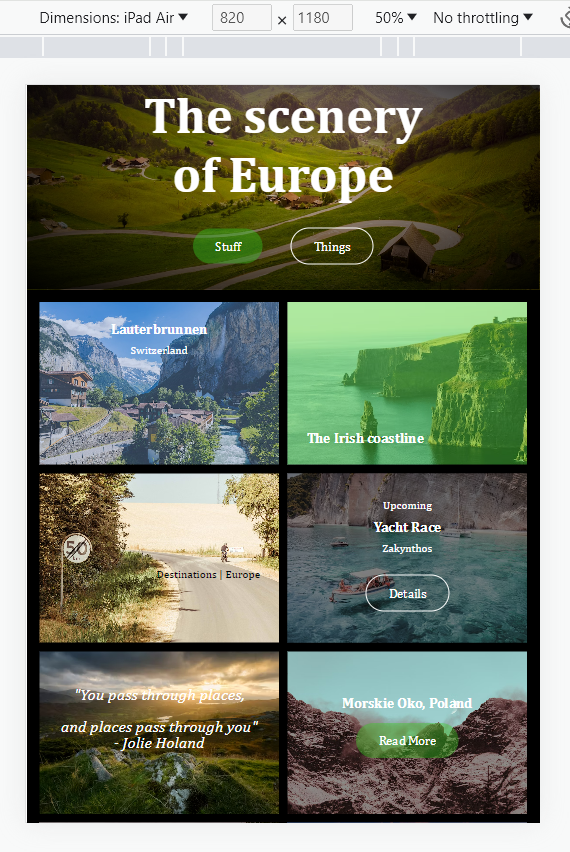 Dimensions: iPad Air ▼ 820 × 1180 50% ▼ No throttling ▼
The scenery
of Europe
Stuff Things
Lauterbrunnen
Switzerland
The Irish coastline
50
Destinations | Europe
Upcoming
Yacht Race
Zakynthos
Details
"You pass through places,
and places pass through you"
- Jolie Holand
Morskie Oko, Poland
Read More